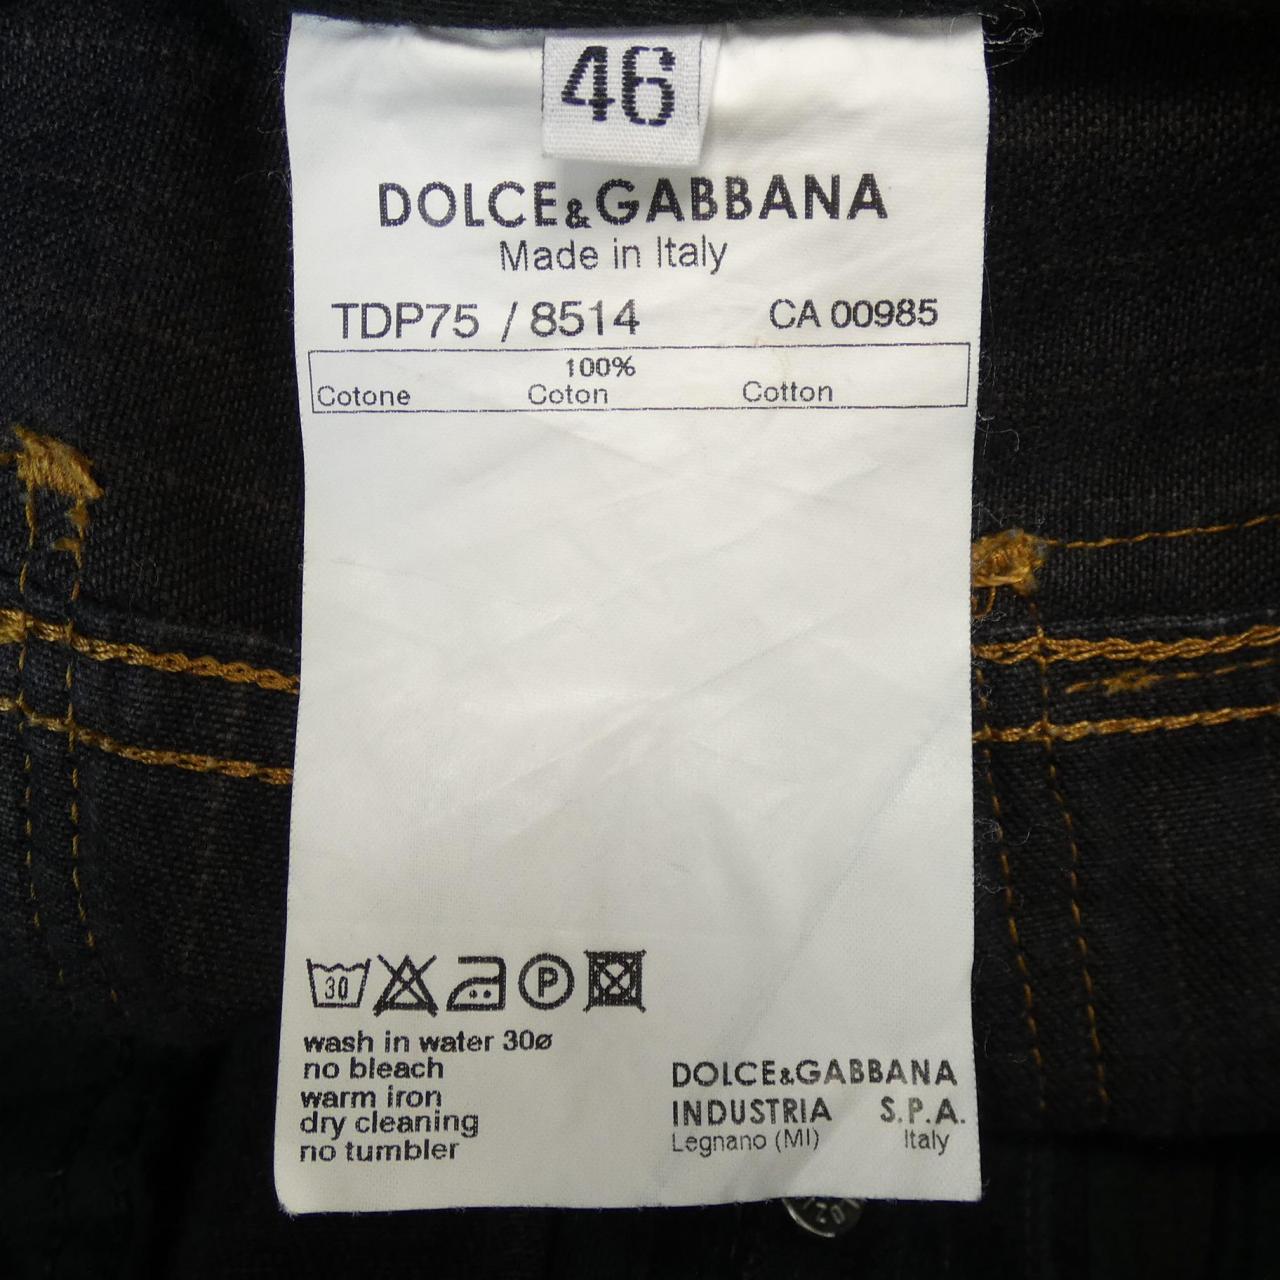 46
DOLCE&GABBANA
Made in Italy
TDP75 / 8514 CA 00985
100%
Cotone Coton Cotton
30 P
wash in water 30ø
no bleach
warm iron
dry cleaning
no tumbler
DOLCE&GABBANA
INDUSTRIA S.P.A.
Legnano (MI) Italy